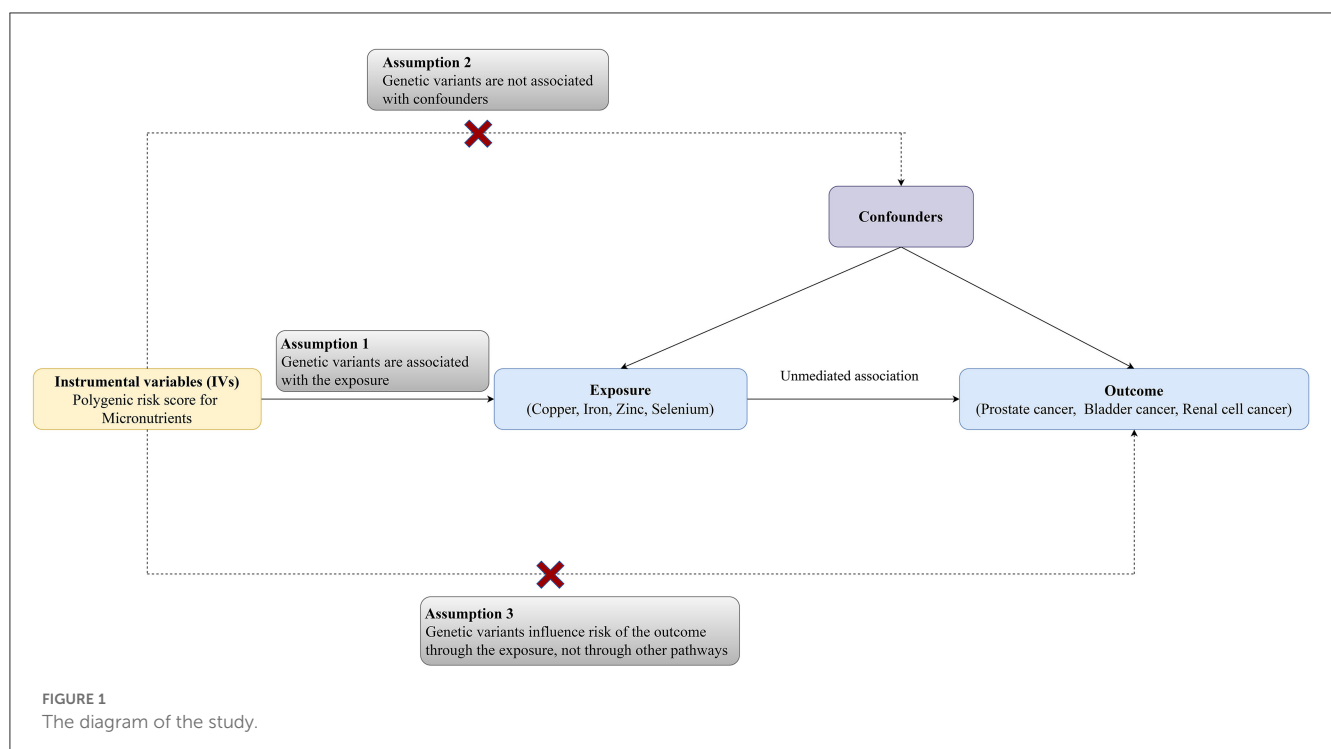 Assumption 2
Genetic variants are not associated
with confounders
Confounders
Assumption 1
Genetic variants are associated
with the exposure
Instrumental variables (IVs)
Polygenic risk score for
Micronutrients
Exposure
(Copper, Iron, Zinc, Selenium)
Unmediated association
Outcome
(Prostate cancer, Bladder cancer, Renal cell cancer)
Assumption 3
Genetic variants influence risk of the outcome
through the exposure, not through other pathways
FIGURE 1
The diagram of the study.